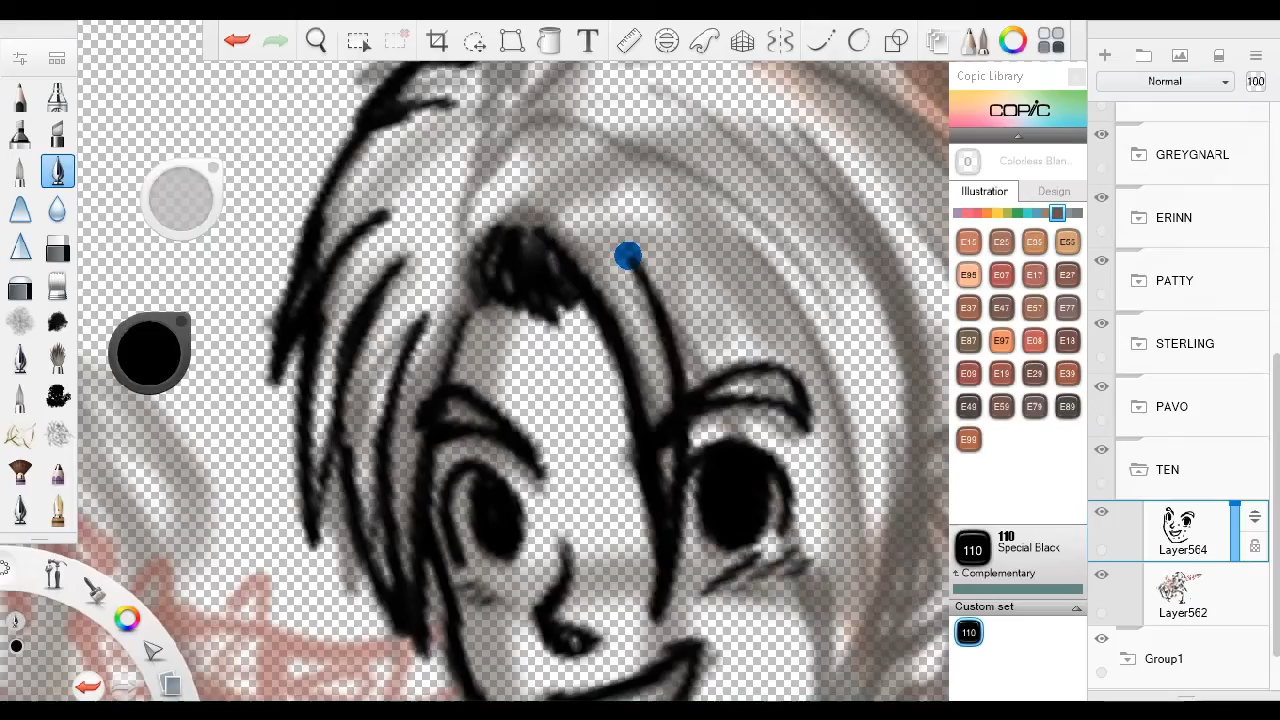 T
Copic Library
COPIC
0 Colorless Blan...
Illustration Design
E15 E25 E35 E55
E95 E07 E17 E27
E37 E47 E57 E77
E87 E97 E08 E18
E09 E19 E29 E39
E49 E59 E79 E89
E99
110 110
Special Black
Complementary
Custom set
110
Normal 100
GREYGNARL
ERINN
PATTY
STERLING
PAVO
TEN
Layer564
Layer562
Group1